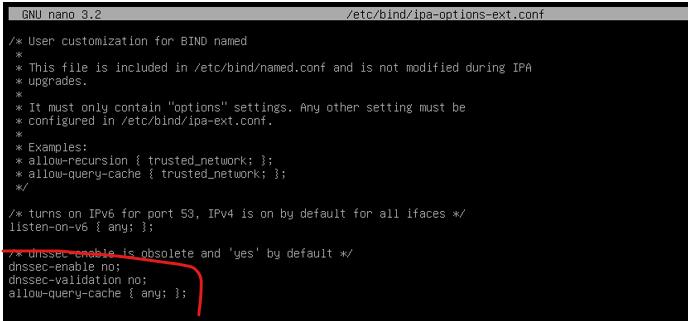 GNU nano 3.2 /etc/bind/ipa-options-ext.conf
/* User customization for BIND named
 *
 * This file is included in /etc/bind/named.conf and is not modified during IPA
 * upgrades.
 *
 * It must only contain "options" settings. Any other setting must be
 * configured in /etc/bind/ipa-ext.conf.
 *
 * Examples:
 * allow-recursion { trusted_network; };
 * allow-query-cache { trusted_network; };
 */
/* turns on IPv6 for port 53, IPv4 is on by default for all ifaces */
listen-on-v6 { any; };
/* dnssec-enable is obsolete and 'yes' by default */
dnssec-enable no;
dnssec-validation no;
allow-query-cache { any; };